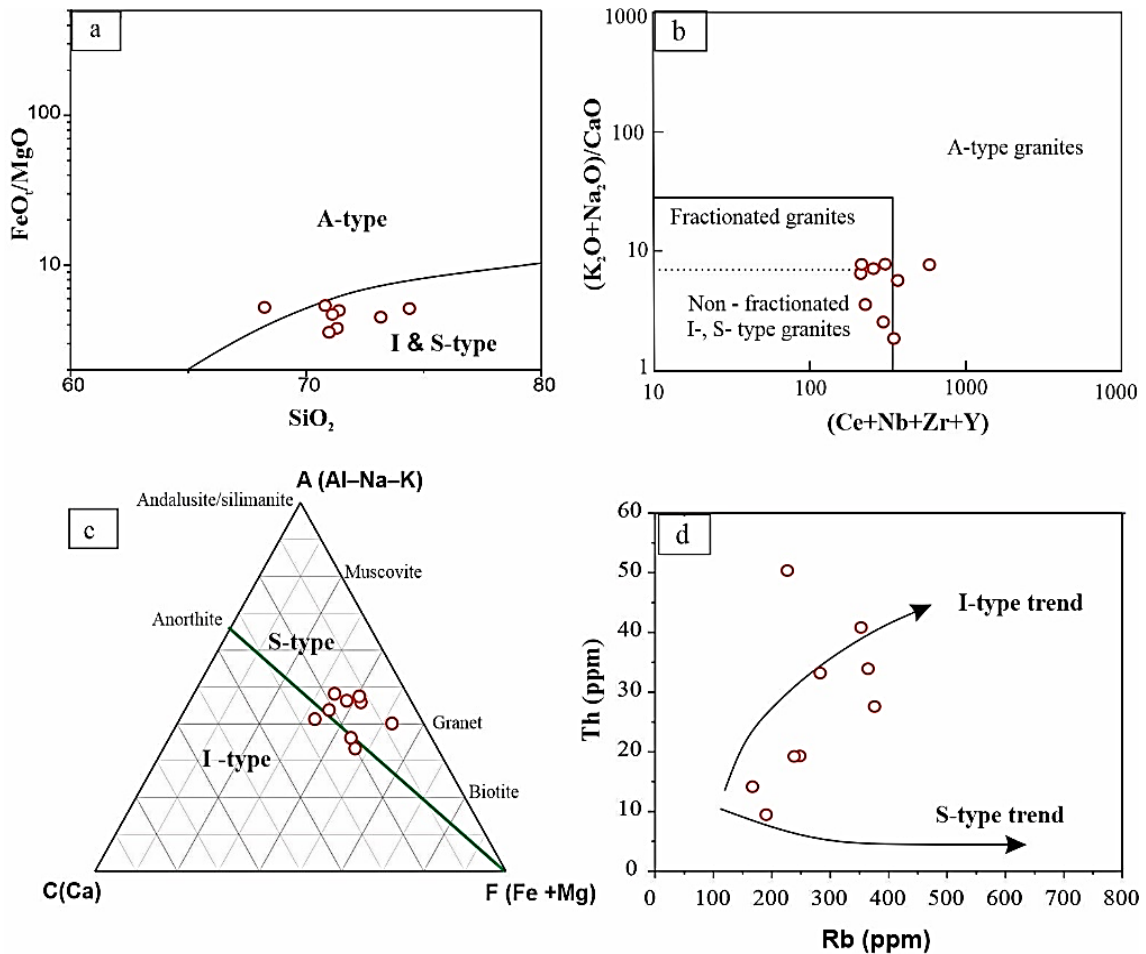 a
FeOt/MgO
100
10
A-type
I & S-type
60
70
80
SiO2
b
(K2O+Na2O)/CaO
1000
100
10
1
A-type granites
Fractionated granites
Non - fractionated
I-, S- type granites
10
100
1000
1000
(Ce+Nb+Zr+Y)
c
A (Al–Na–K)
Andalusite/silimanite
Muscovite
Anorthite
S-type
Granet
I -type
Biotite
C(Ca)
F (Fe +Mg)
d
Th (ppm)
60
50
40
30
20
10
0
I-type trend
S-type trend
0
100
200
300
400
500
600
700
800
Rb (ppm)